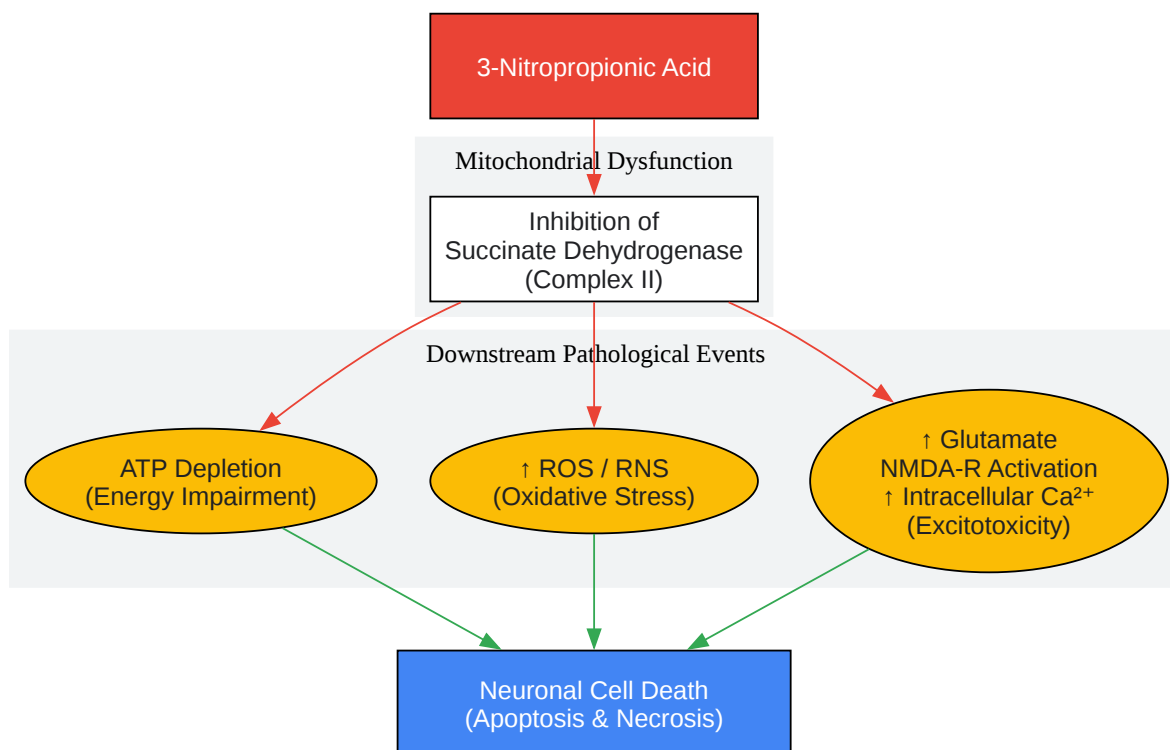 3-Nitropropionic Acid
Mitochondrial Dysfunction
Inhibition of
Succinate Dehydrogenase
(Complex II)
Downstream Pathological Events
ATP Depletion
(Energy Impairment)
↑ ROS / RNS
(Oxidative Stress)
↑ Glutamate
NMDA-R Activation
↑ Intracellular Ca²⁺
(Excitotoxicity)
Neuronal Cell Death
(Apoptosis & Necrosis)